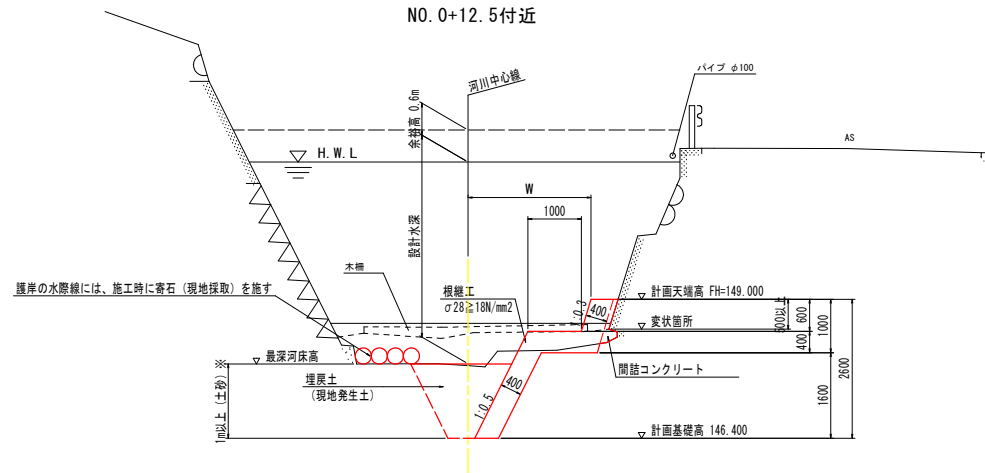 NO.0+12.5付近
河川中心線
パイプ φ100
余裕高 0.6m
AS
H.W.L
W
1000
設計水深
木柵
護岸の水際線には、施工時に寄石（現地採取）を施す
根継工
σ28≧18N/mm2
1:0.3
400
計画天端高 FH=149.000
600
1000
変状箇所
400
2600
最深河床高
間詰コンクリート
埋戻土
（現地発生土）
400
1:0.5
1600
1m以上（土砂）※
計画基礎高 146.400